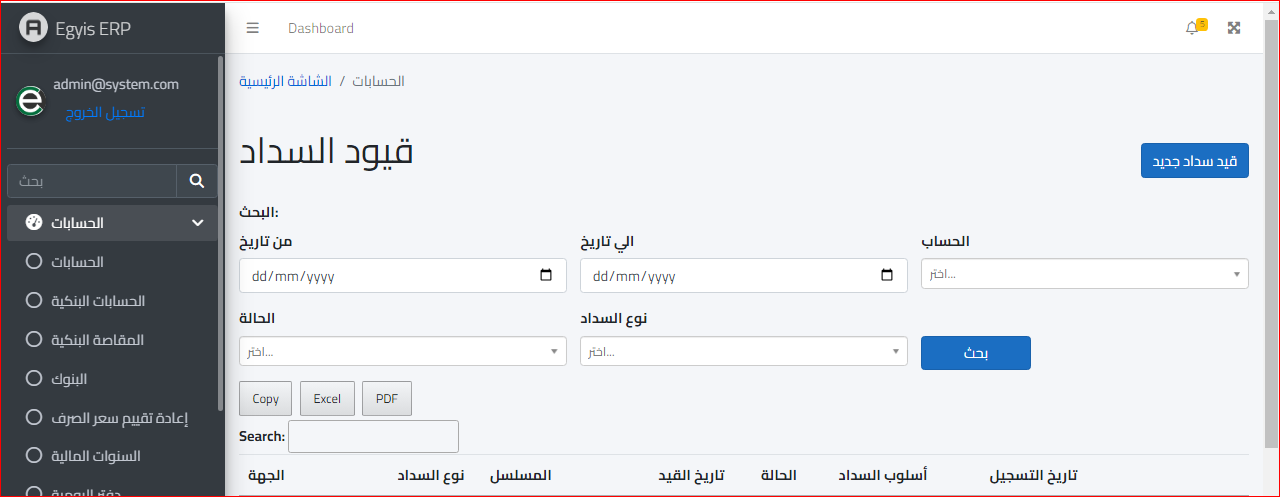 Egyis ERP
Dashboard
5
admin@system.com
تسجيل الخروج
بحث
الحسابات
الحسابات
الحسابات البنكية
المقاصة البنكية
البنوك
إعادة تقييم سعر الصرف
السنوات المالية
دفتر اليومية
الشاشة الرئيسية / الحسابات
قيود السداد
قيد سداد جديد
البحث:
من تاريخ
الي تاريخ
الحساب
dd/mm/yyyy
dd/mm/yyyy
اختر...
الحالة
نوع السداد
اختر...
اختر...
بحث
Copy
Excel
PDF
Search:
الجهة
نوع السداد
المسلسل
تاريخ القيد
الحالة
أسلوب السداد
تاريخ التسجيل